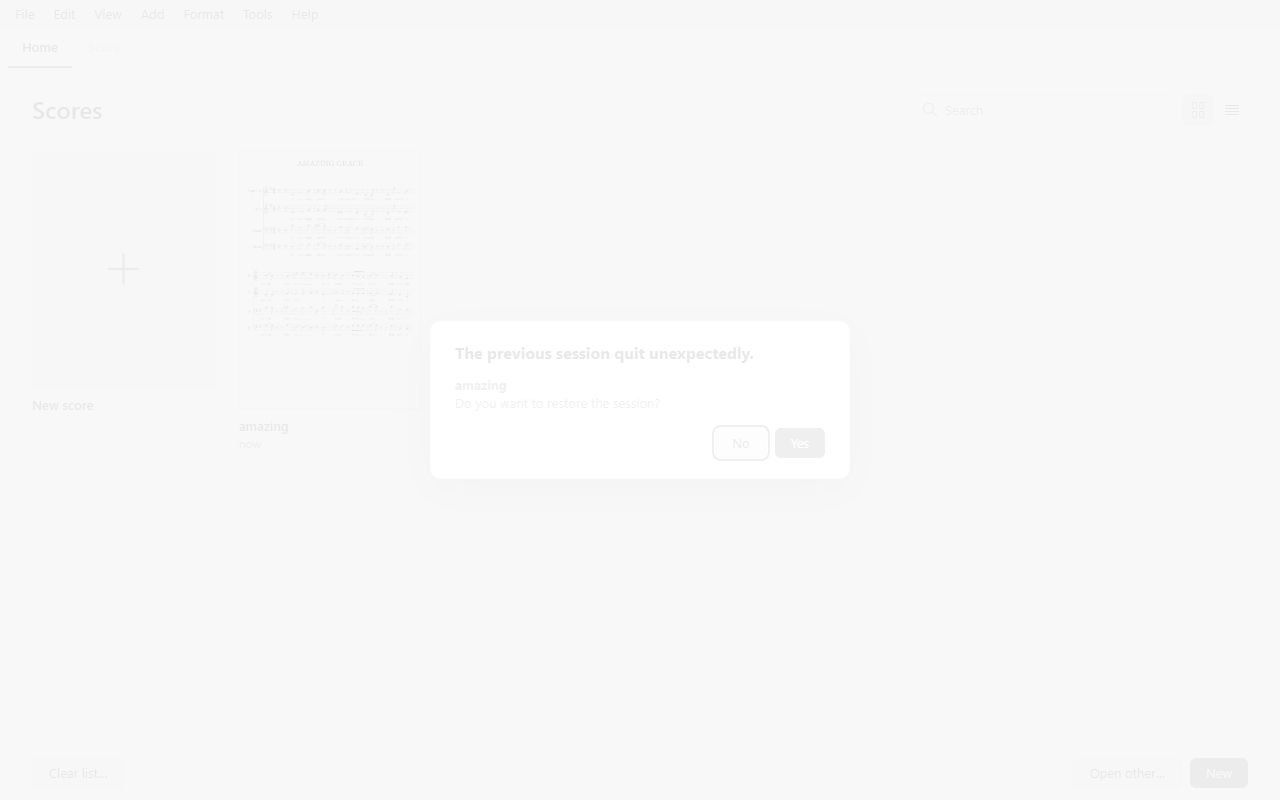 File Edit View Add Format Tools Help
Home Score
Scores
Search
AMAZING GRACE
New score
amazing
now
The previous session quit unexpectedly.
amazing
Do you want to restore the session?
No Yes
Clear list...
Open other... New